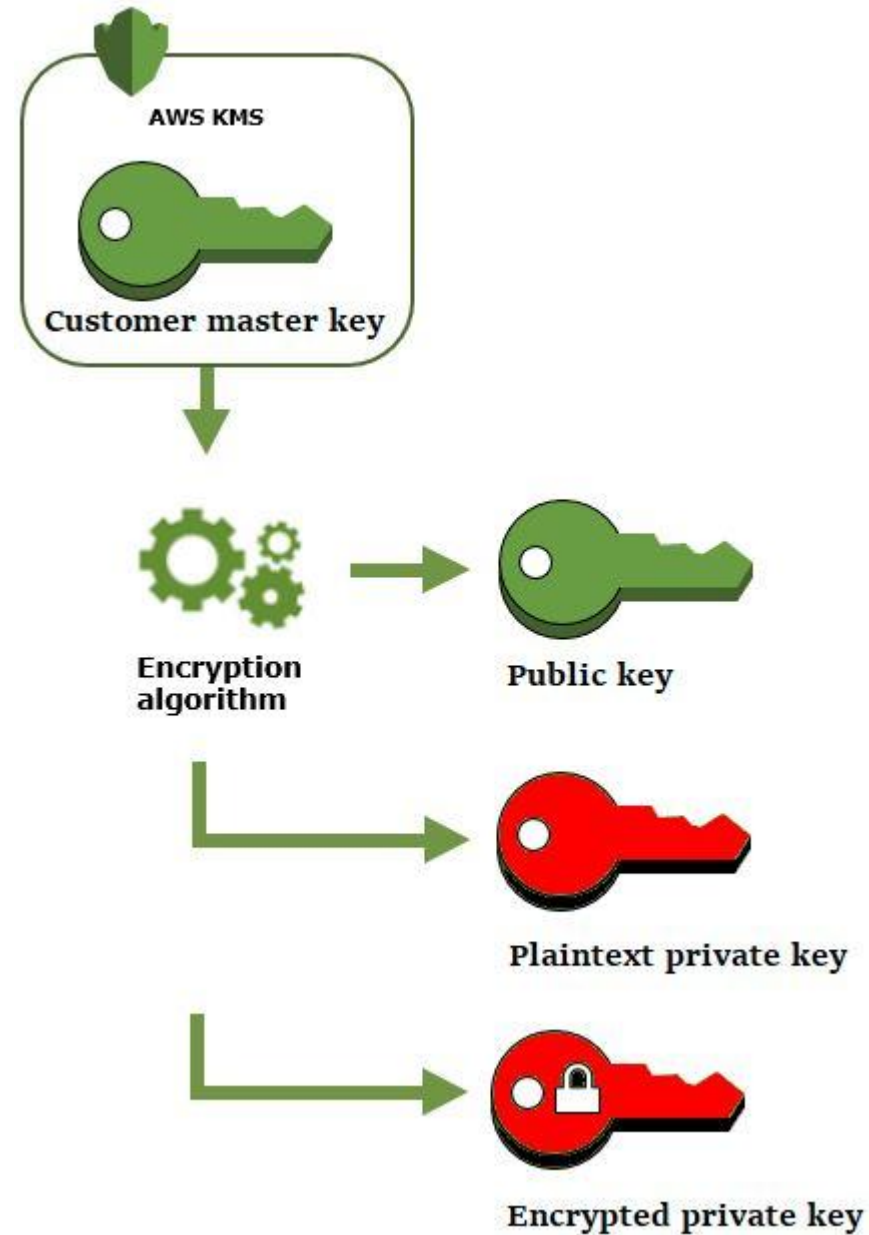 AWS KMS
Customer master key
Encryption
algorithm
Public key
Plaintext private key
Encrypted private key